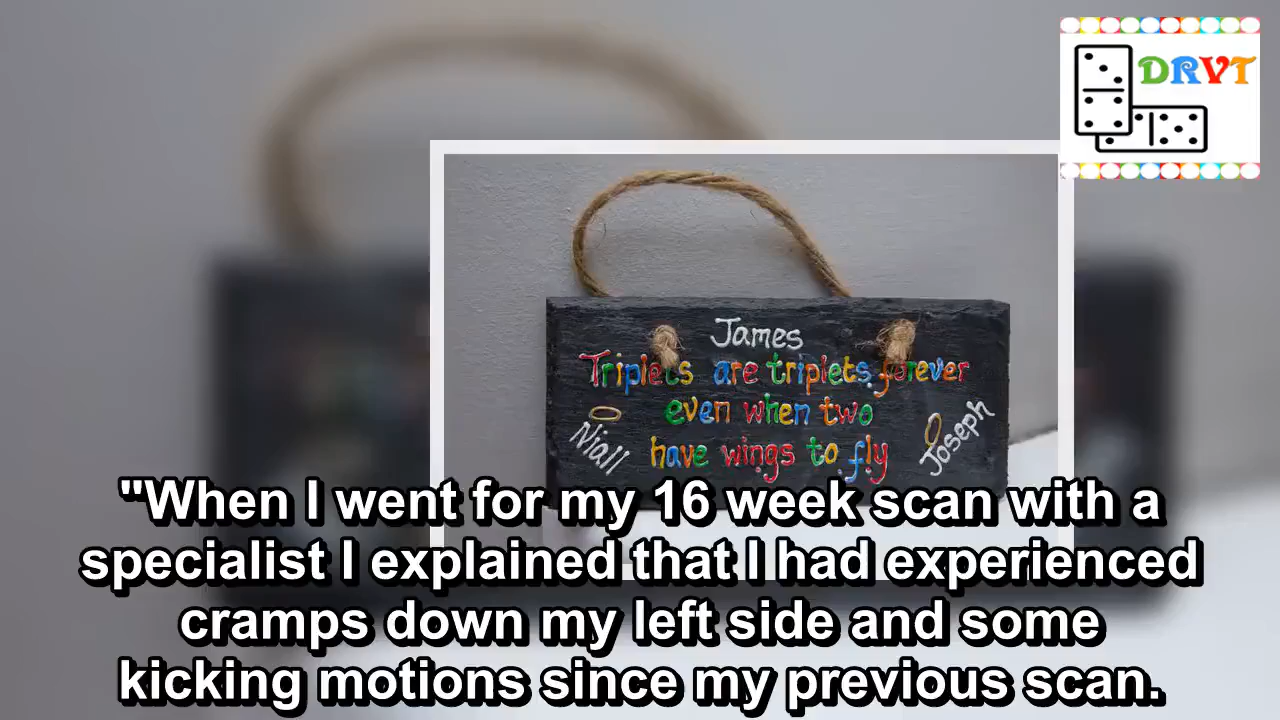 DRVT
James
Triplets are triplets forever
even when two
have wings to fly
Niall
Joseph
"When I went for my 16 week scan with a
specialist I explained that I had experienced
cramps down my left side and some
kicking motions since my previous scan.